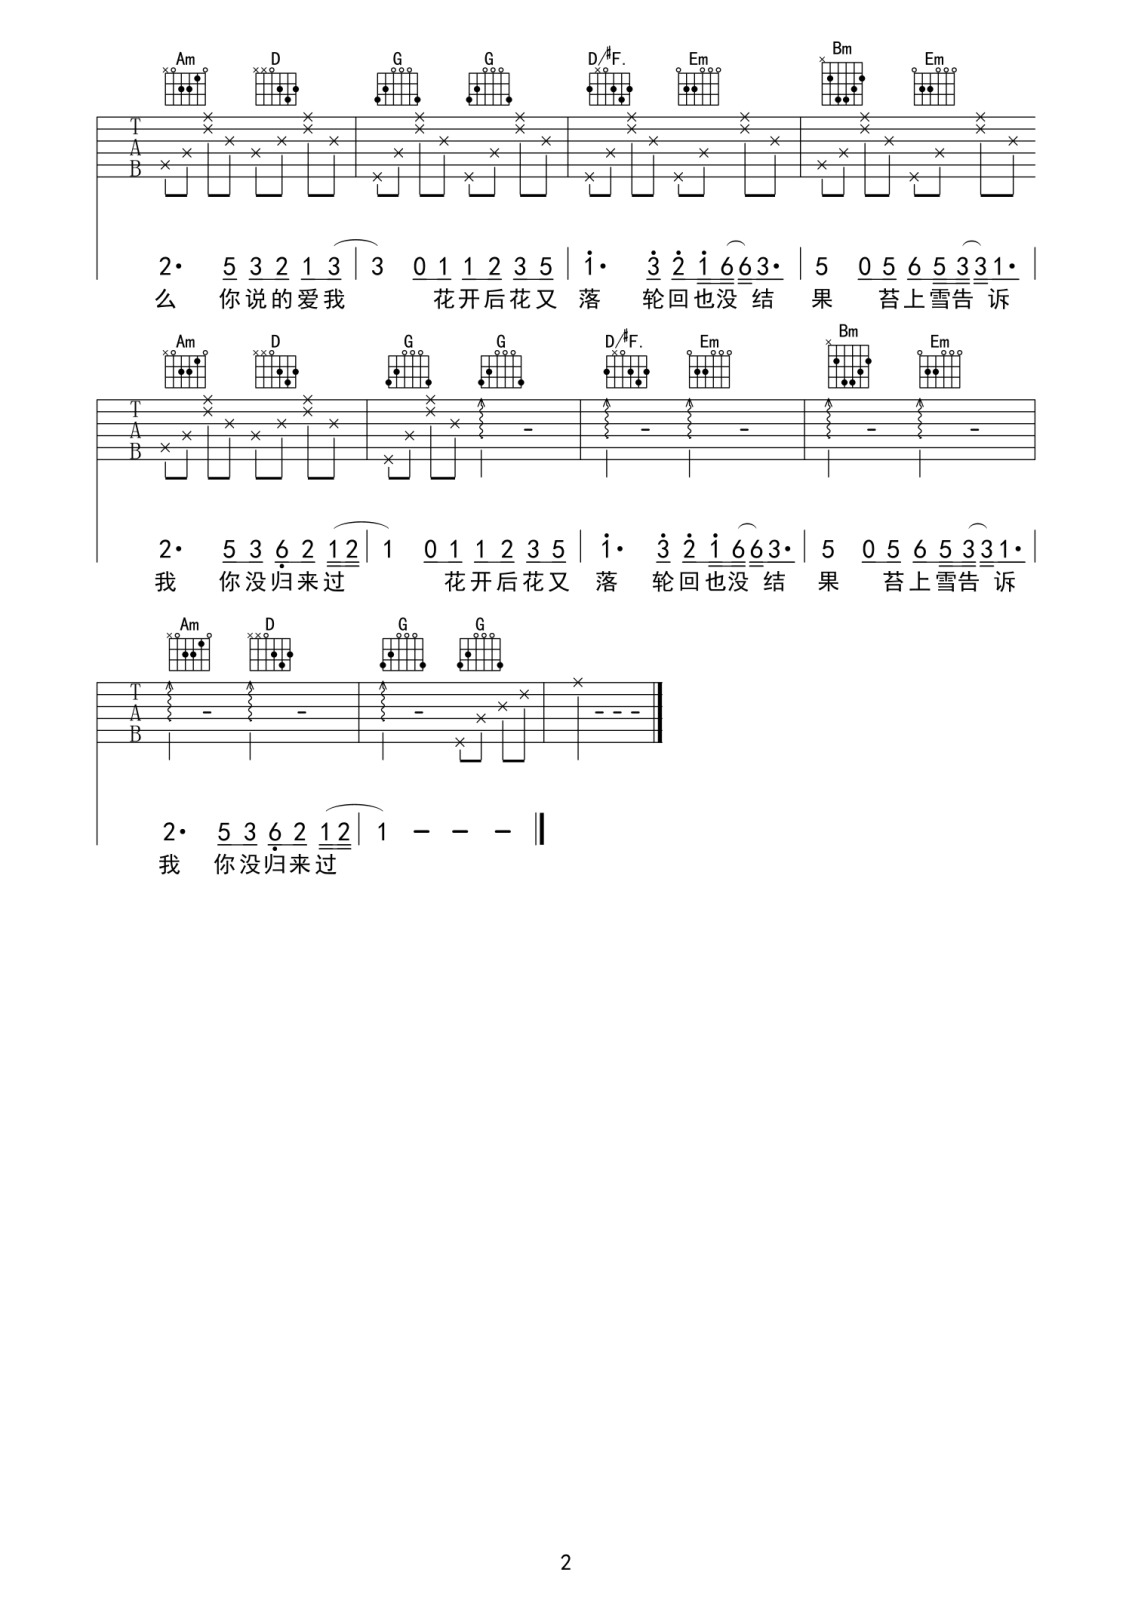 Am D G G D/#F. Em Bm Em
T
A
B
2· 5 3 2 1 3 | 3 0 1 1 2 3 5 | 1· 3 2 1 6 6 3· | 5 0 5 6 5 3 3 1· |
么 你说的爱我 花开后花又 落 轮回也没 结 果 苔上雪告 诉
Am D G G D/#F. Em Bm Em
T
A
B
2· 5 3 6 2 1 2 | 1 0 1 1 2 3 5 | 1· 3 2 1 6 6 3· | 5 0 5 6 5 3 3 1· |
我 你没归来过 花开后花又 落 轮回也没 结 果 苔上雪告 诉
Am D G G
T
A
B
2· 5 3 6 2 1 2 | 1 - - - ‖
我 你没归来过
2